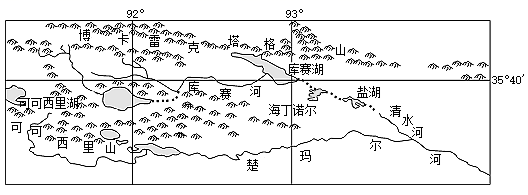 92° 93°
博卡雷克塔格山
库赛湖
35°40′
库赛河
可可西里湖
海丁诺尔
盐湖
清水河
可可西里山
楚玛尔河